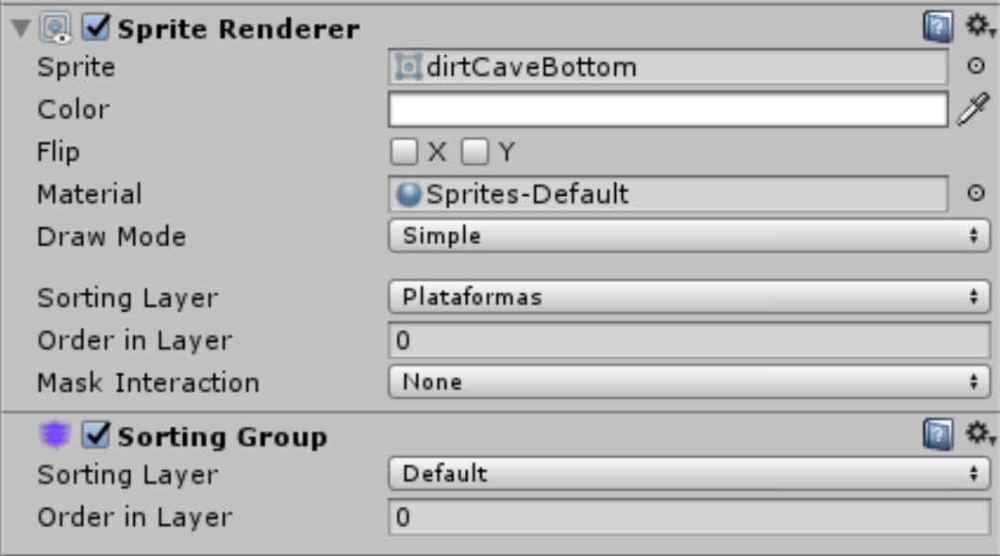 Sprite Renderer
Sprite dirtCaveBottom
Color
Flip X Y
Material Sprites-Default
Draw Mode Simple
Sorting Layer Plataformas
Order in Layer 0
Mask Interaction None
Sorting Group
Sorting Layer Default
Order in Layer 0